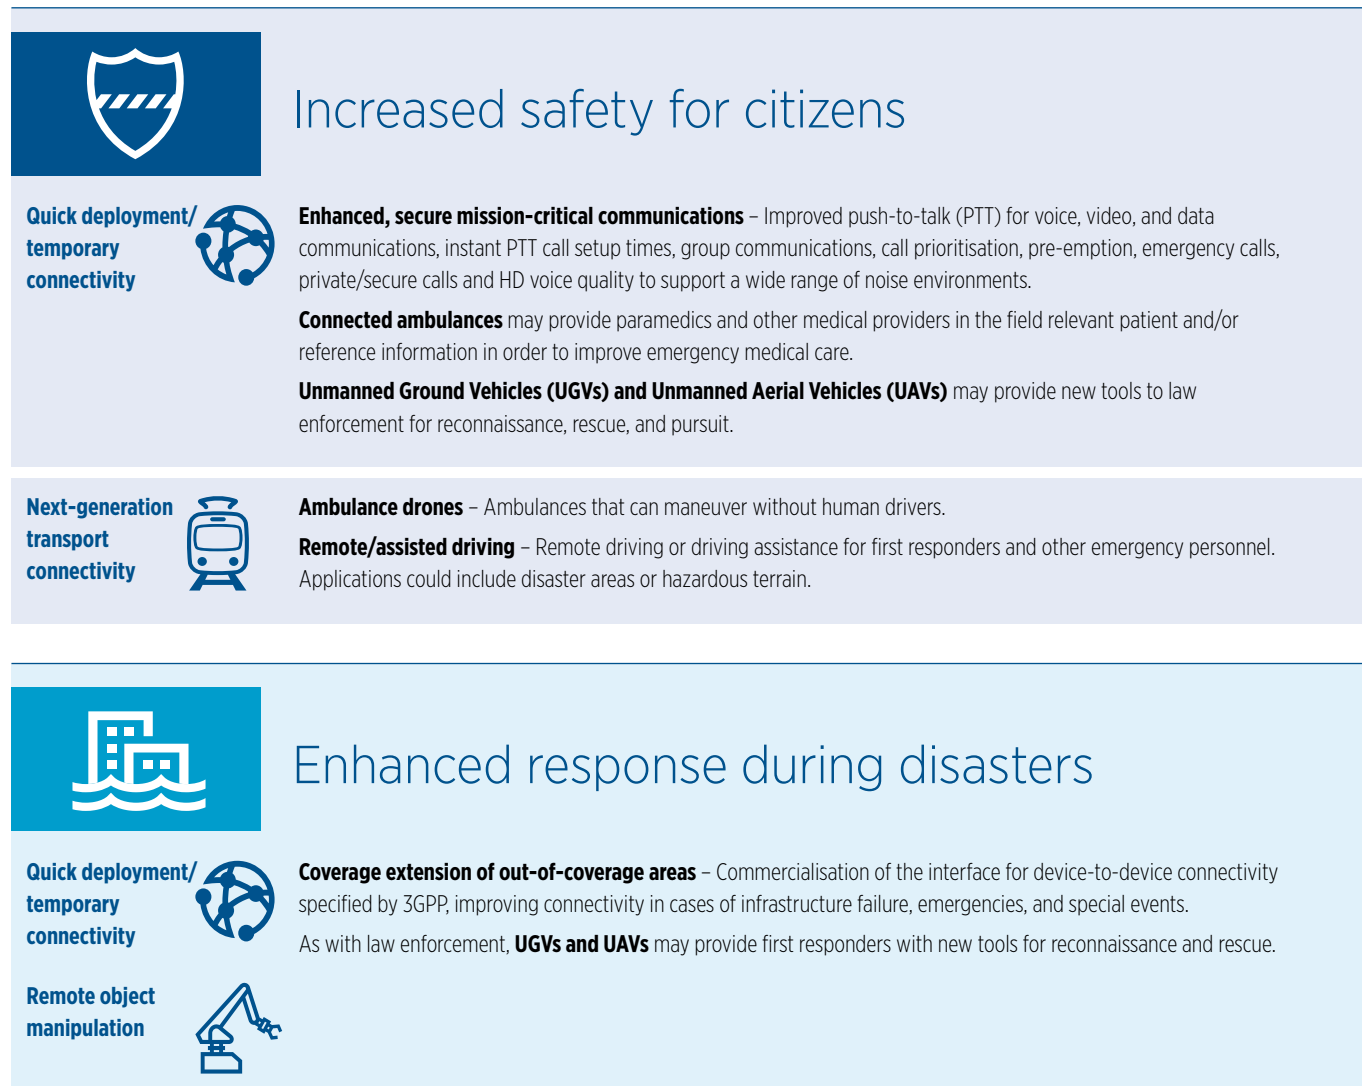 Increased safety for citizens
Quick deployment/
temporary
connectivity
Enhanced, secure mission-critical communications – Improved push-to-talk (PTT) for voice, video, and data
communications, instant PTT call setup times, group communications, call prioritisation, pre-emption, emergency calls,
private/secure calls and HD voice quality to support a wide range of noise environments.
Connected ambulances may provide paramedics and other medical providers in the field relevant patient and/or
reference information in order to improve emergency medical care.
Unmanned Ground Vehicles (UGVs) and Unmanned Aerial Vehicles (UAVs) may provide new tools to law
enforcement for reconnaissance, rescue, and pursuit.
Next-generation
transport
connectivity
Ambulance drones – Ambulances that can maneuver without human drivers.
Remote/assisted driving – Remote driving or driving assistance for first responders and other emergency personnel.
Applications could include disaster areas or hazardous terrain.
Enhanced response during disasters
Quick deployment/
temporary
connectivity
Coverage extension of out-of-coverage areas – Commercialisation of the interface for device-to-device connectivity
specified by 3GPP, improving connectivity in cases of infrastructure failure, emergencies, and special events.
As with law enforcement, UGVs and UAVs may provide first responders with new tools for reconnaissance and rescue.
Remote object
manipulation